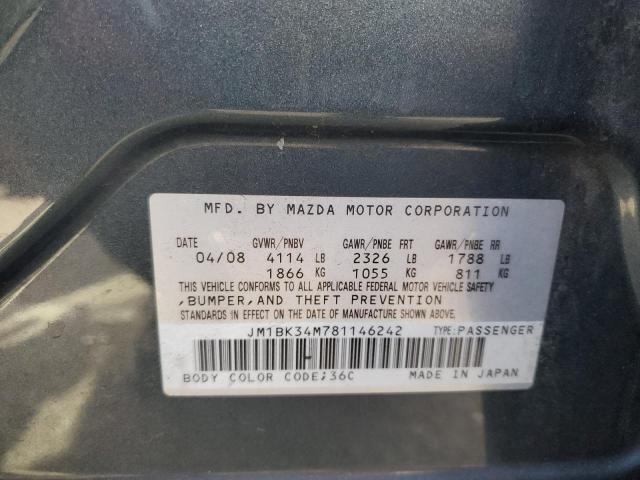 MFD. BY MAZDA MOTOR CORPORATION
DATE GVWR/PNBV GAWR/PNBE FRT GAWR/PNBE RR
04/08 4114 LB 2326 LB 1788 LB
1866 KG 1055 KG 811 KG
THIS VEHICLE CONFORMS TO ALL APPLICABLE FEDERAL MOTOR VEHICLE SAFETY
,BUMPER,AND THEFT PREVENTION
STANDARDS IN EFFECT ON THE DATE OF MANUFACTURE SHOWN ABOVE.
JM1BK34M781146242 TYPE:PASSENGER
BODY COLOR CODE;36C MADE IN JAPAN